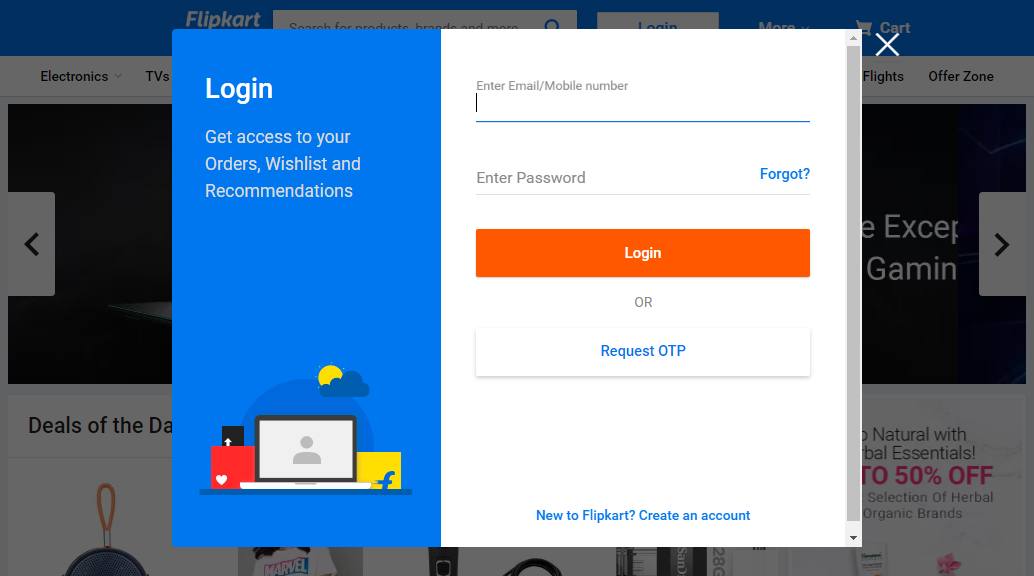 Flipkart
Search for products, brands and more
Login
More
Cart
Electronics
TVs
Flights
Offer Zone
Login
Get access to your
Orders, Wishlist and
Recommendations
Enter Email/Mobile number
Enter Password
Forgot?
Login
OR
Request OTP
New to Flipkart? Create an account
e Excep
Gamin
Deals of the Da
o Natural with
rbal Essentials!
TO 50% OFF
Selection Of Herbal
Organic Brands
MARVEL
SanD
28G